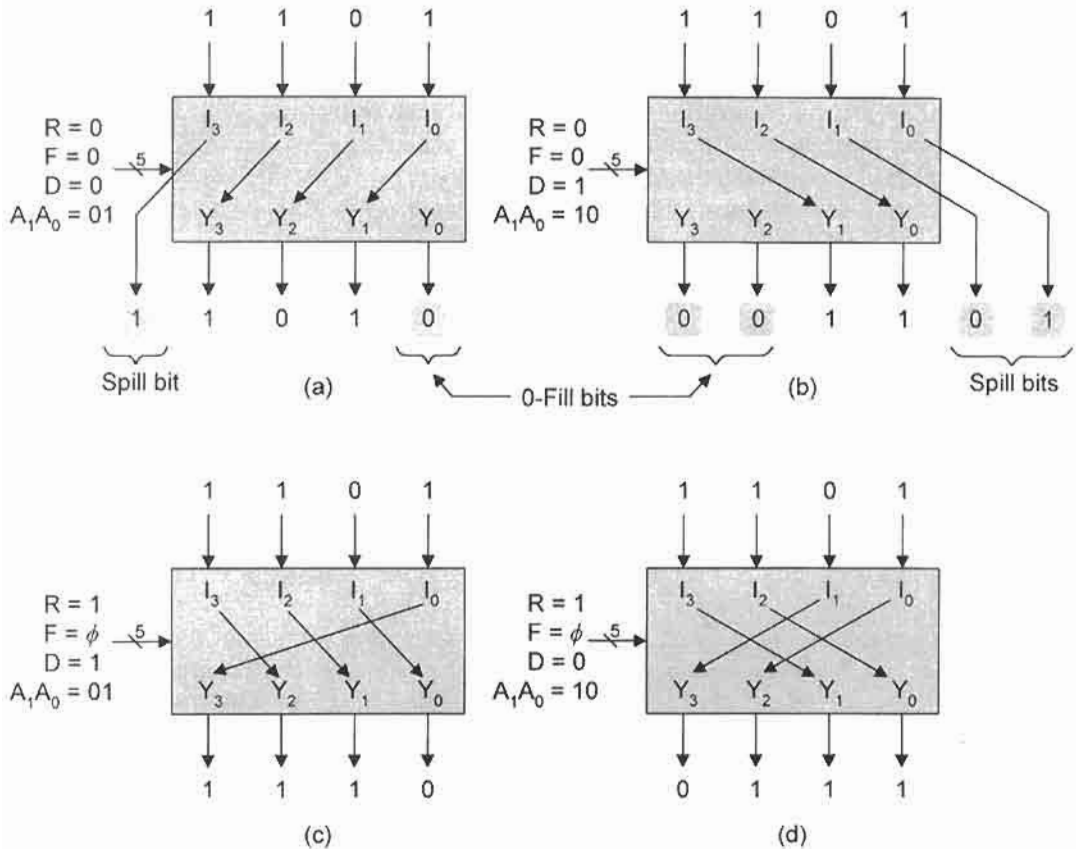 1 1 0 1
I₃ I₂ I₁ I₀
R = 0
F = 0
D = 0
A₁A₀ = 01
5
Y₃ Y₂ Y₁ Y₀
1 1 0 1 0
Spill bit
(a)
1 1 0 1
I₃ I₂ I₁ I₀
R = 0
F = 0
D = 1
A₁A₀ = 10
5
Y₃ Y₂ Y₁ Y₀
0 0 1 1 0 1
0-Fill bits
(b)
Spill bits
1 1 0 1
I₃ I₂ I₁ I₀
R = 1
F = ϕ
D = 1
A₁A₀ = 01
5
Y₃ Y₂ Y₁ Y₀
1 1 1 0
(c)
1 1 0 1
I₃ I₂ I₁ I₀
R = 1
F = ϕ
D = 0
A₁A₀ = 10
5
Y₃ Y₂ Y₁ Y₀
0 1 1 1
(d)